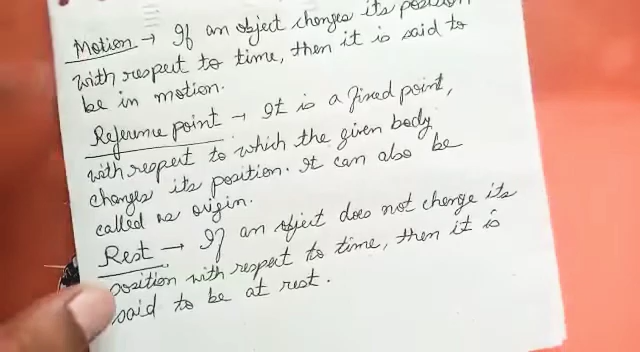 Motion → If an object changes its position
with respect to time, then it is said to
be in motion.
Reference point → It is a fixed point,
with respect to which the given body
changes its position. It can also be
called as origin.
Rest → If an object does not change its
position with respect to time, then it is
said to be at rest.